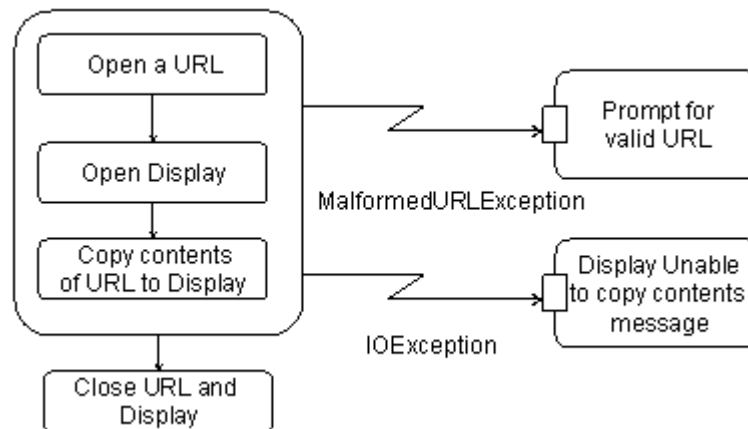 Open a URL
Open Display
Copy contents
of URL to Display
Close URL and
Display
MalformedURLException
IOException
Prompt for
valid URL
Display Unable
to copy contents
message